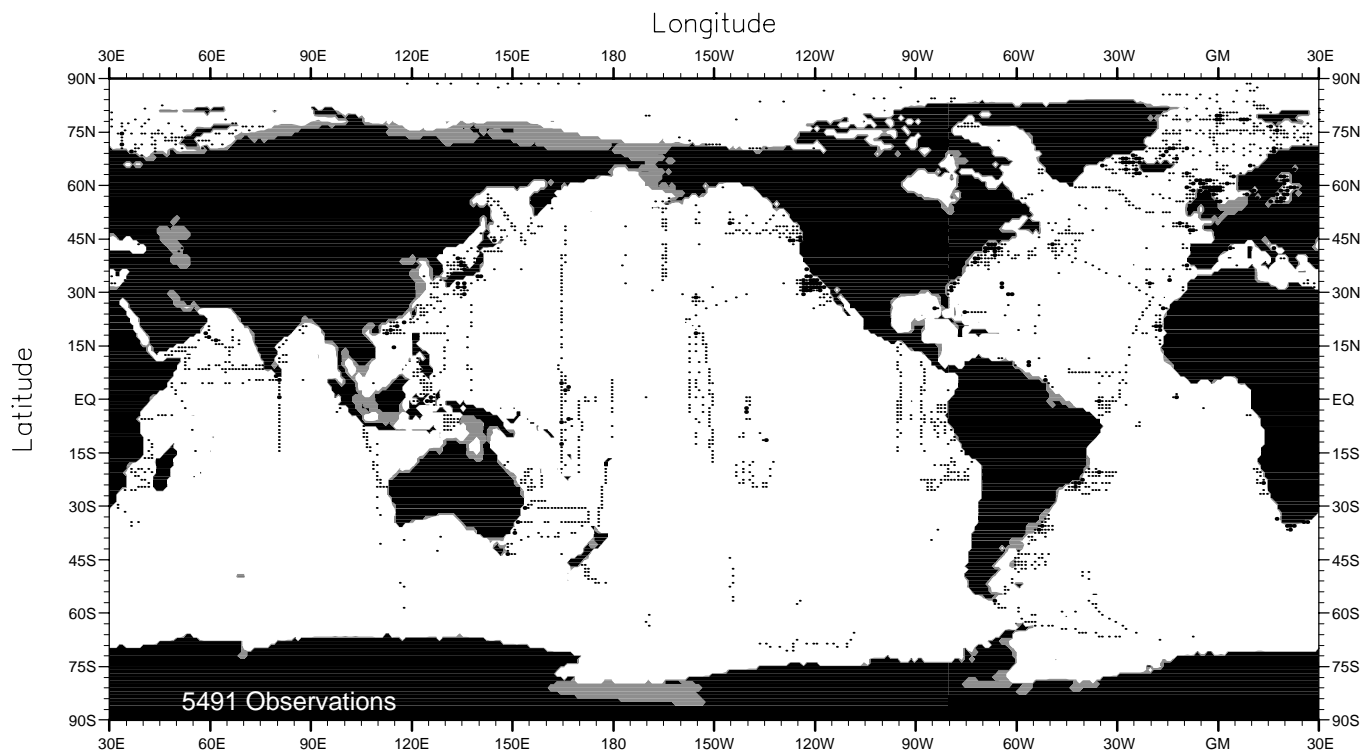 Longitude
30E 60E 90E 120E 150E 180 150W 120W 90W 60W 30W GM 30E
90N 90N
75N 75N
60N 60N
45N 45N
30N 30N
15N 15N
Latitude
EQ EQ
15S 15S
30S 30S
45S 45S
60S 60S
75S 75S
5491 Observations
90S 90S
30E 60E 90E 120E 150E 180 150W 120W 90W 60W 30W GM 30E